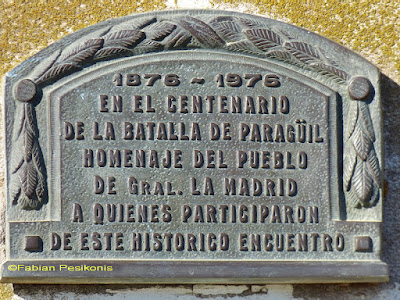 1876 ~ 1976
EN EL CENTENARIO
DE LA BATALLA DE PARAGÜIL
HOMENAJE DEL PUEBLO
DE GRAL. LA MADRID
A QUIENES PARTICIPARON
DE ESTE HISTORICO ENCUENTRO
©Fabian Pesikonis